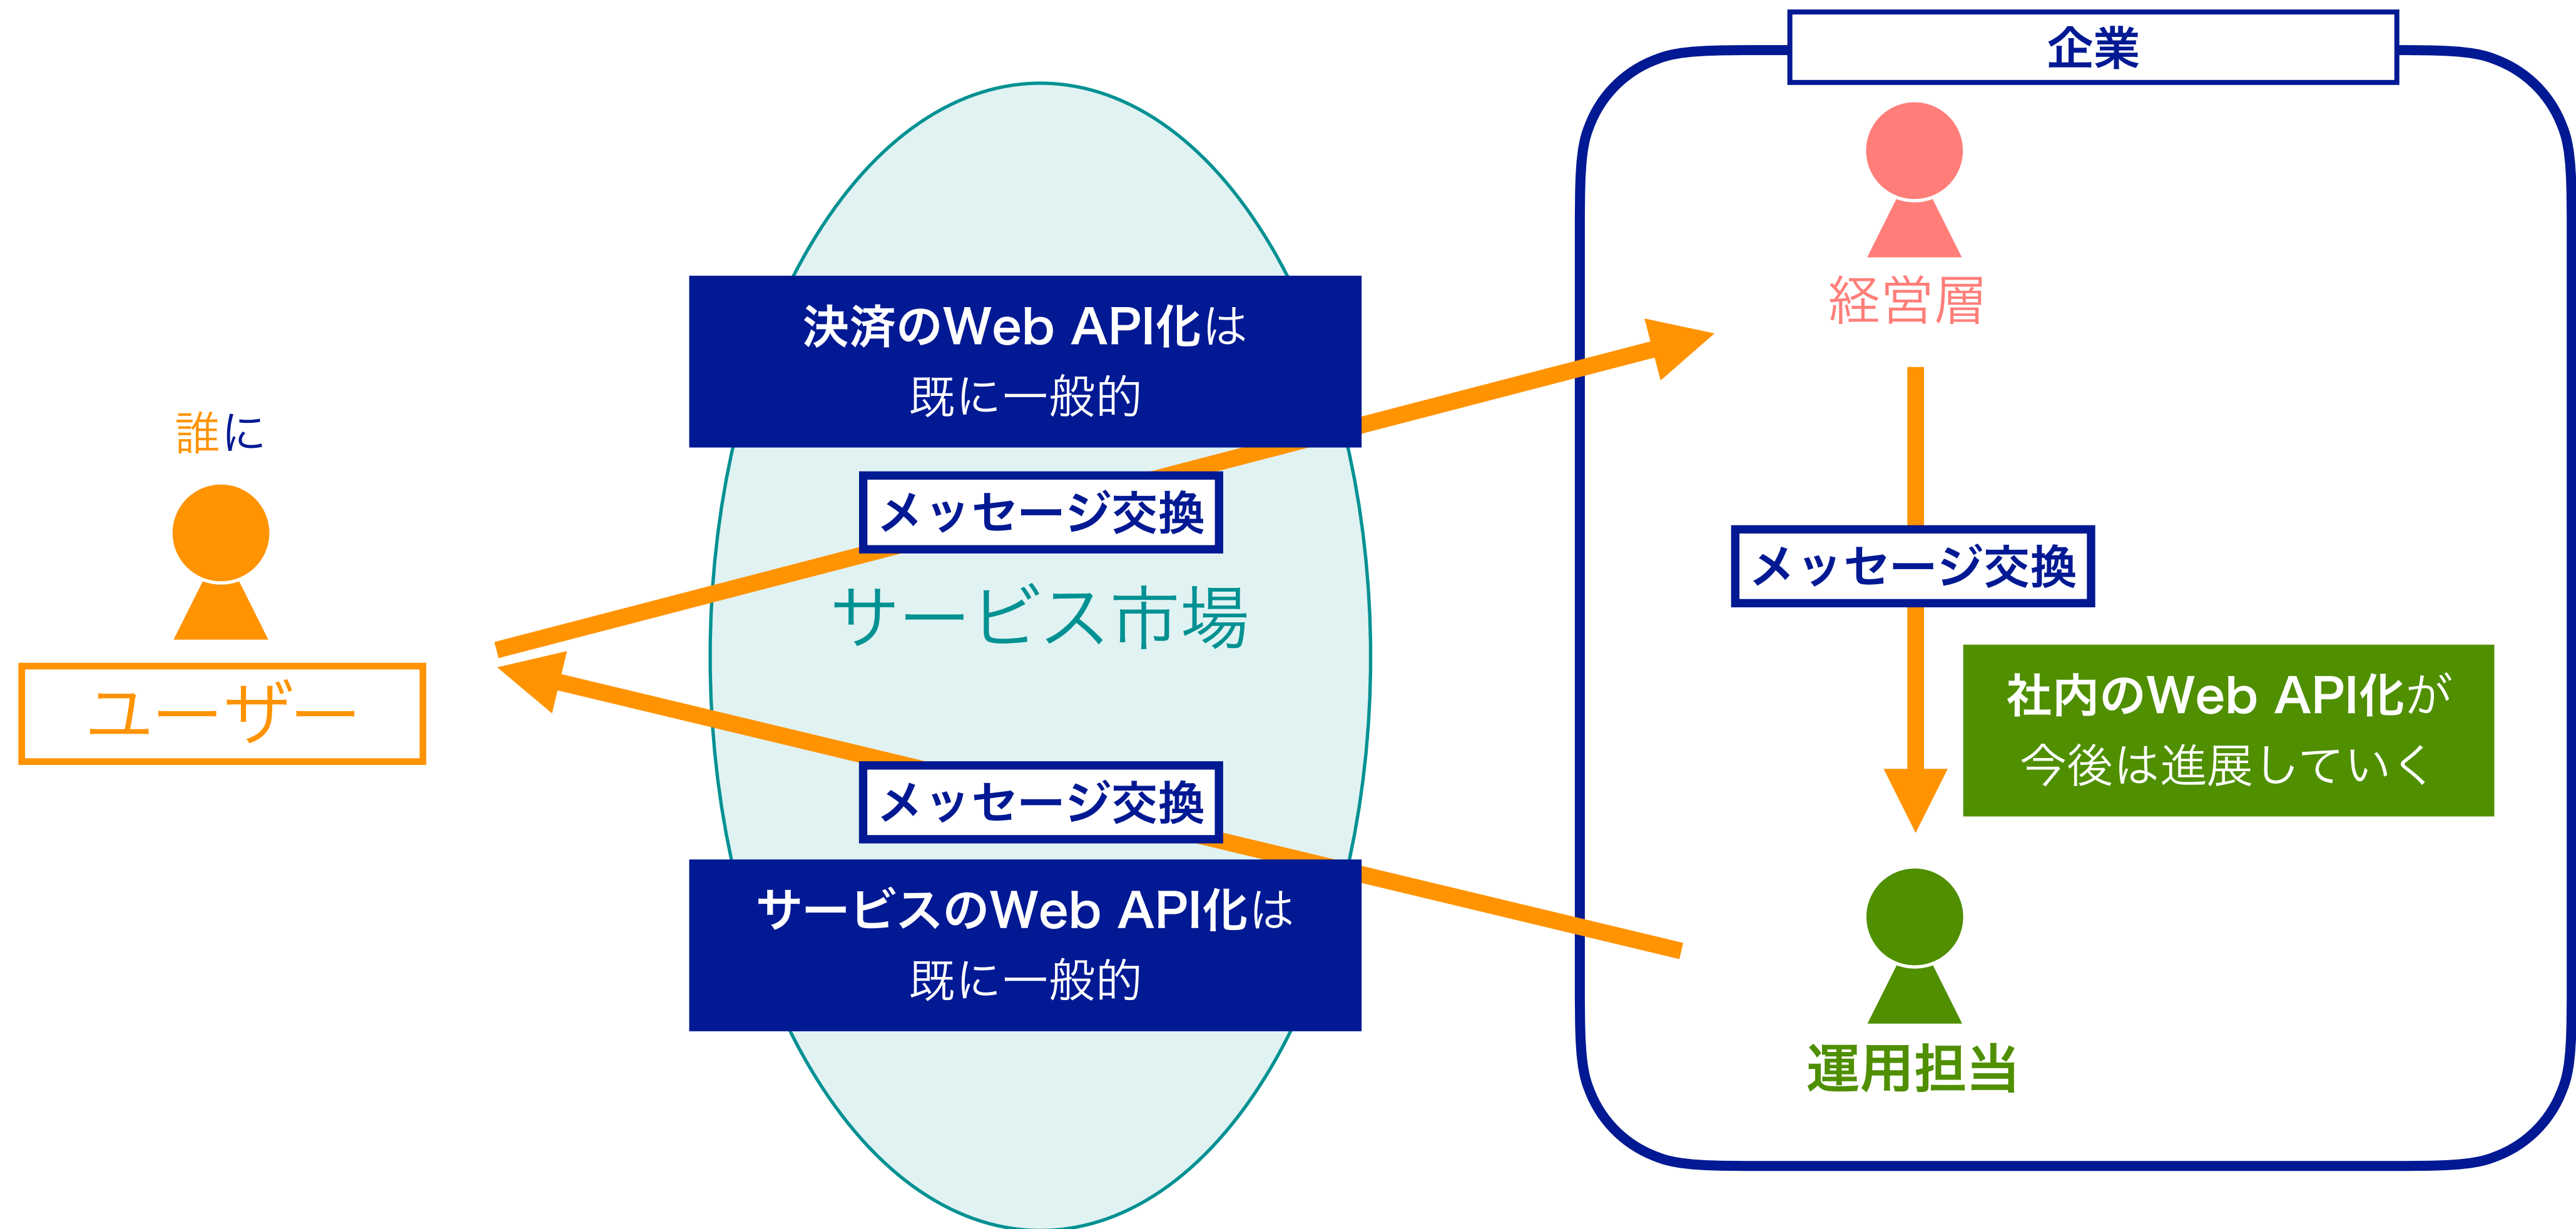 企業
経営層
決済のWeb API化は
既に一般的
誰に
メッセージ交換
メッセージ交換
サービス市場
ユーザー
社内のWeb API化が
今後は進展していく
メッセージ交換
サービスのWeb API化は
既に一般的
運用担当